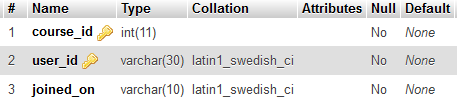 # Name Type Collation Attributes Null Default
1 course_id int(11) No None
2 user_id varchar(30) latin1_swedish_ci No None
3 joined_on varchar(10) latin1_swedish_ci No None